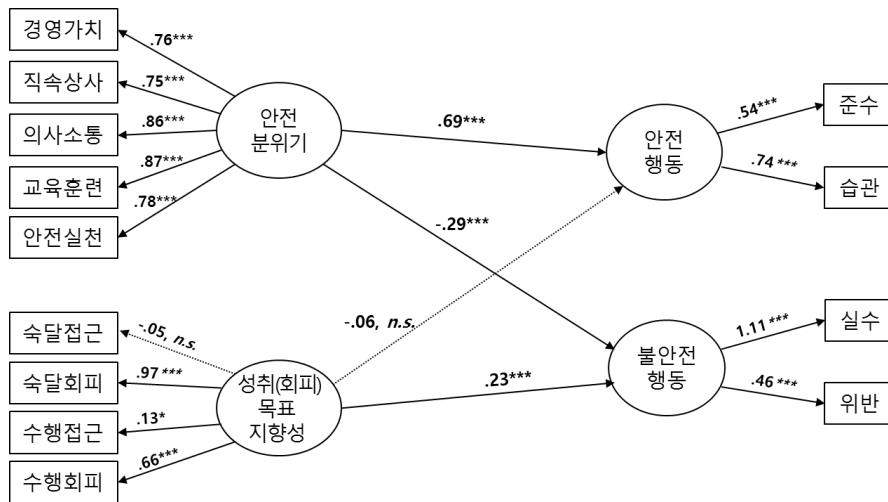 경영가치
직속상사
의사소통
교육훈련
안전실천
.76***
.75***
.86***
.87***
.78***
안전
분위기
.69***
-.29***
안전
행동
.54***
.74***
준수
습관
숙달접근
숙달회피
수행접근
수행회피
-.05, n.s.
.97***
.13*
.66***
성취(회피)
목표
지향성
-.06, n.s.
.23***
불안전
행동
1.11***
.46***
실수
위반